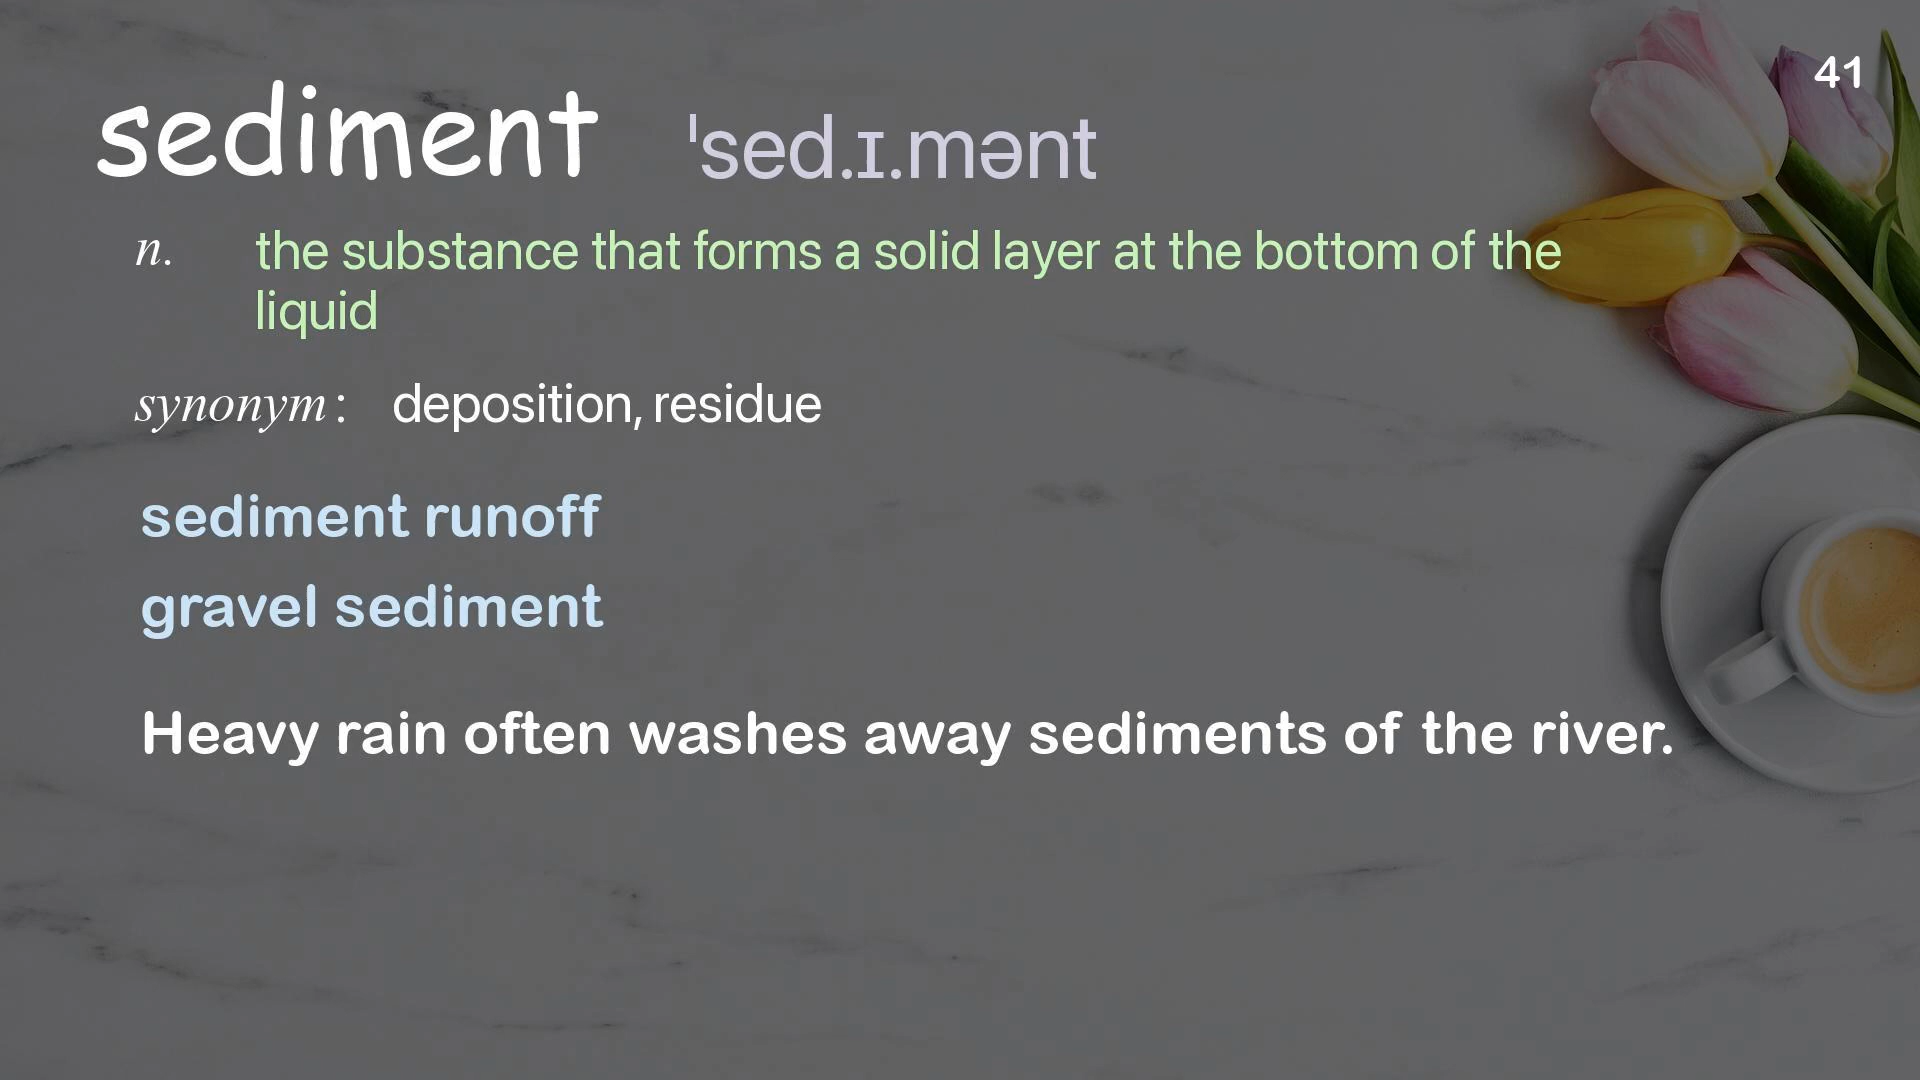 41
sediment ˈsed.ɪ.mənt
n. the substance that forms a solid layer at the bottom of the
liquid
synonym: deposition, residue
sediment runoff
gravel sediment
Heavy rain often washes away sediments of the river.